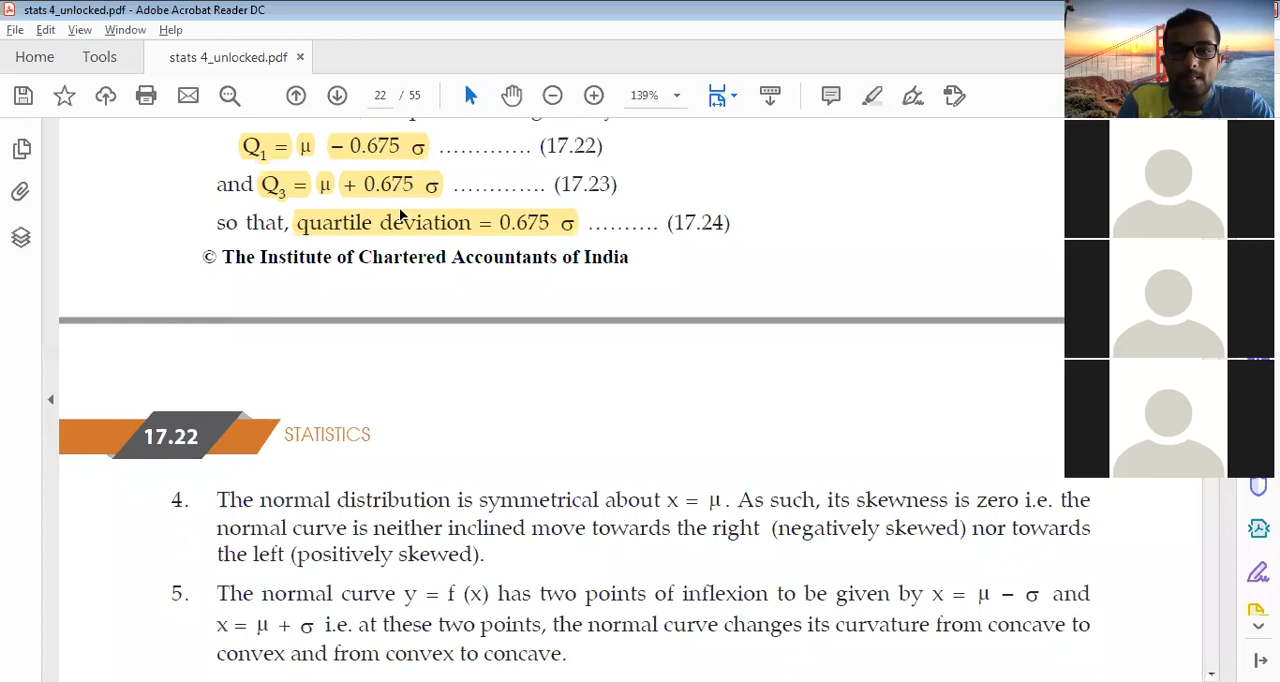 stats 4_unlocked.pdf - Adobe Acrobat Reader DC
File Edit View Window Help
Home Tools stats 4_unlocked.pdf ×
22 / 55 139%
Q₁ = μ – 0.675 σ ............. (17.22)
and Q₃ = μ + 0.675 σ ............. (17.23)
so that, quartile deviation = 0.675 σ .......... (17.24)
© The Institute of Chartered Accountants of India
17.22 STATISTICS
4. The normal distribution is symmetrical about x = μ. As such, its skewness is zero i.e. the
normal curve is neither inclined move towards the right (negatively skewed) nor towards
the left (positively skewed).
5. The normal curve y = f (x) has two points of inflexion to be given by x = μ – σ and
x = μ + σ i.e. at these two points, the normal curve changes its curvature from concave to
convex and from convex to concave.